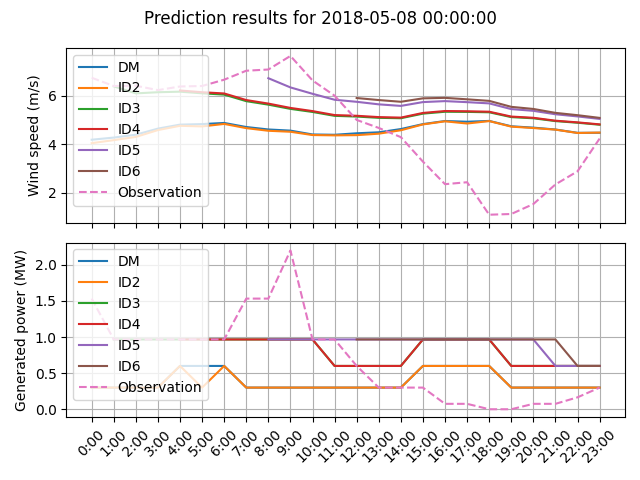 Prediction results for 2018-05-08 00:00:00
Wind speed (m/s)
6
4
2
DM
ID2
ID3
ID4
ID5
ID6
Observation
Generated power (MW)
2.0
1.5
1.0
0.5
0.0
DM
ID2
ID3
ID4
ID5
ID6
Observation
0:00 1:00 2:00 3:00 4:00 5:00 6:00 7:00 8:00 9:00 10:00 11:00 12:00 13:00 14:00 15:00 16:00 17:00 18:00 19:00 20:00 21:00 22:00 23:00